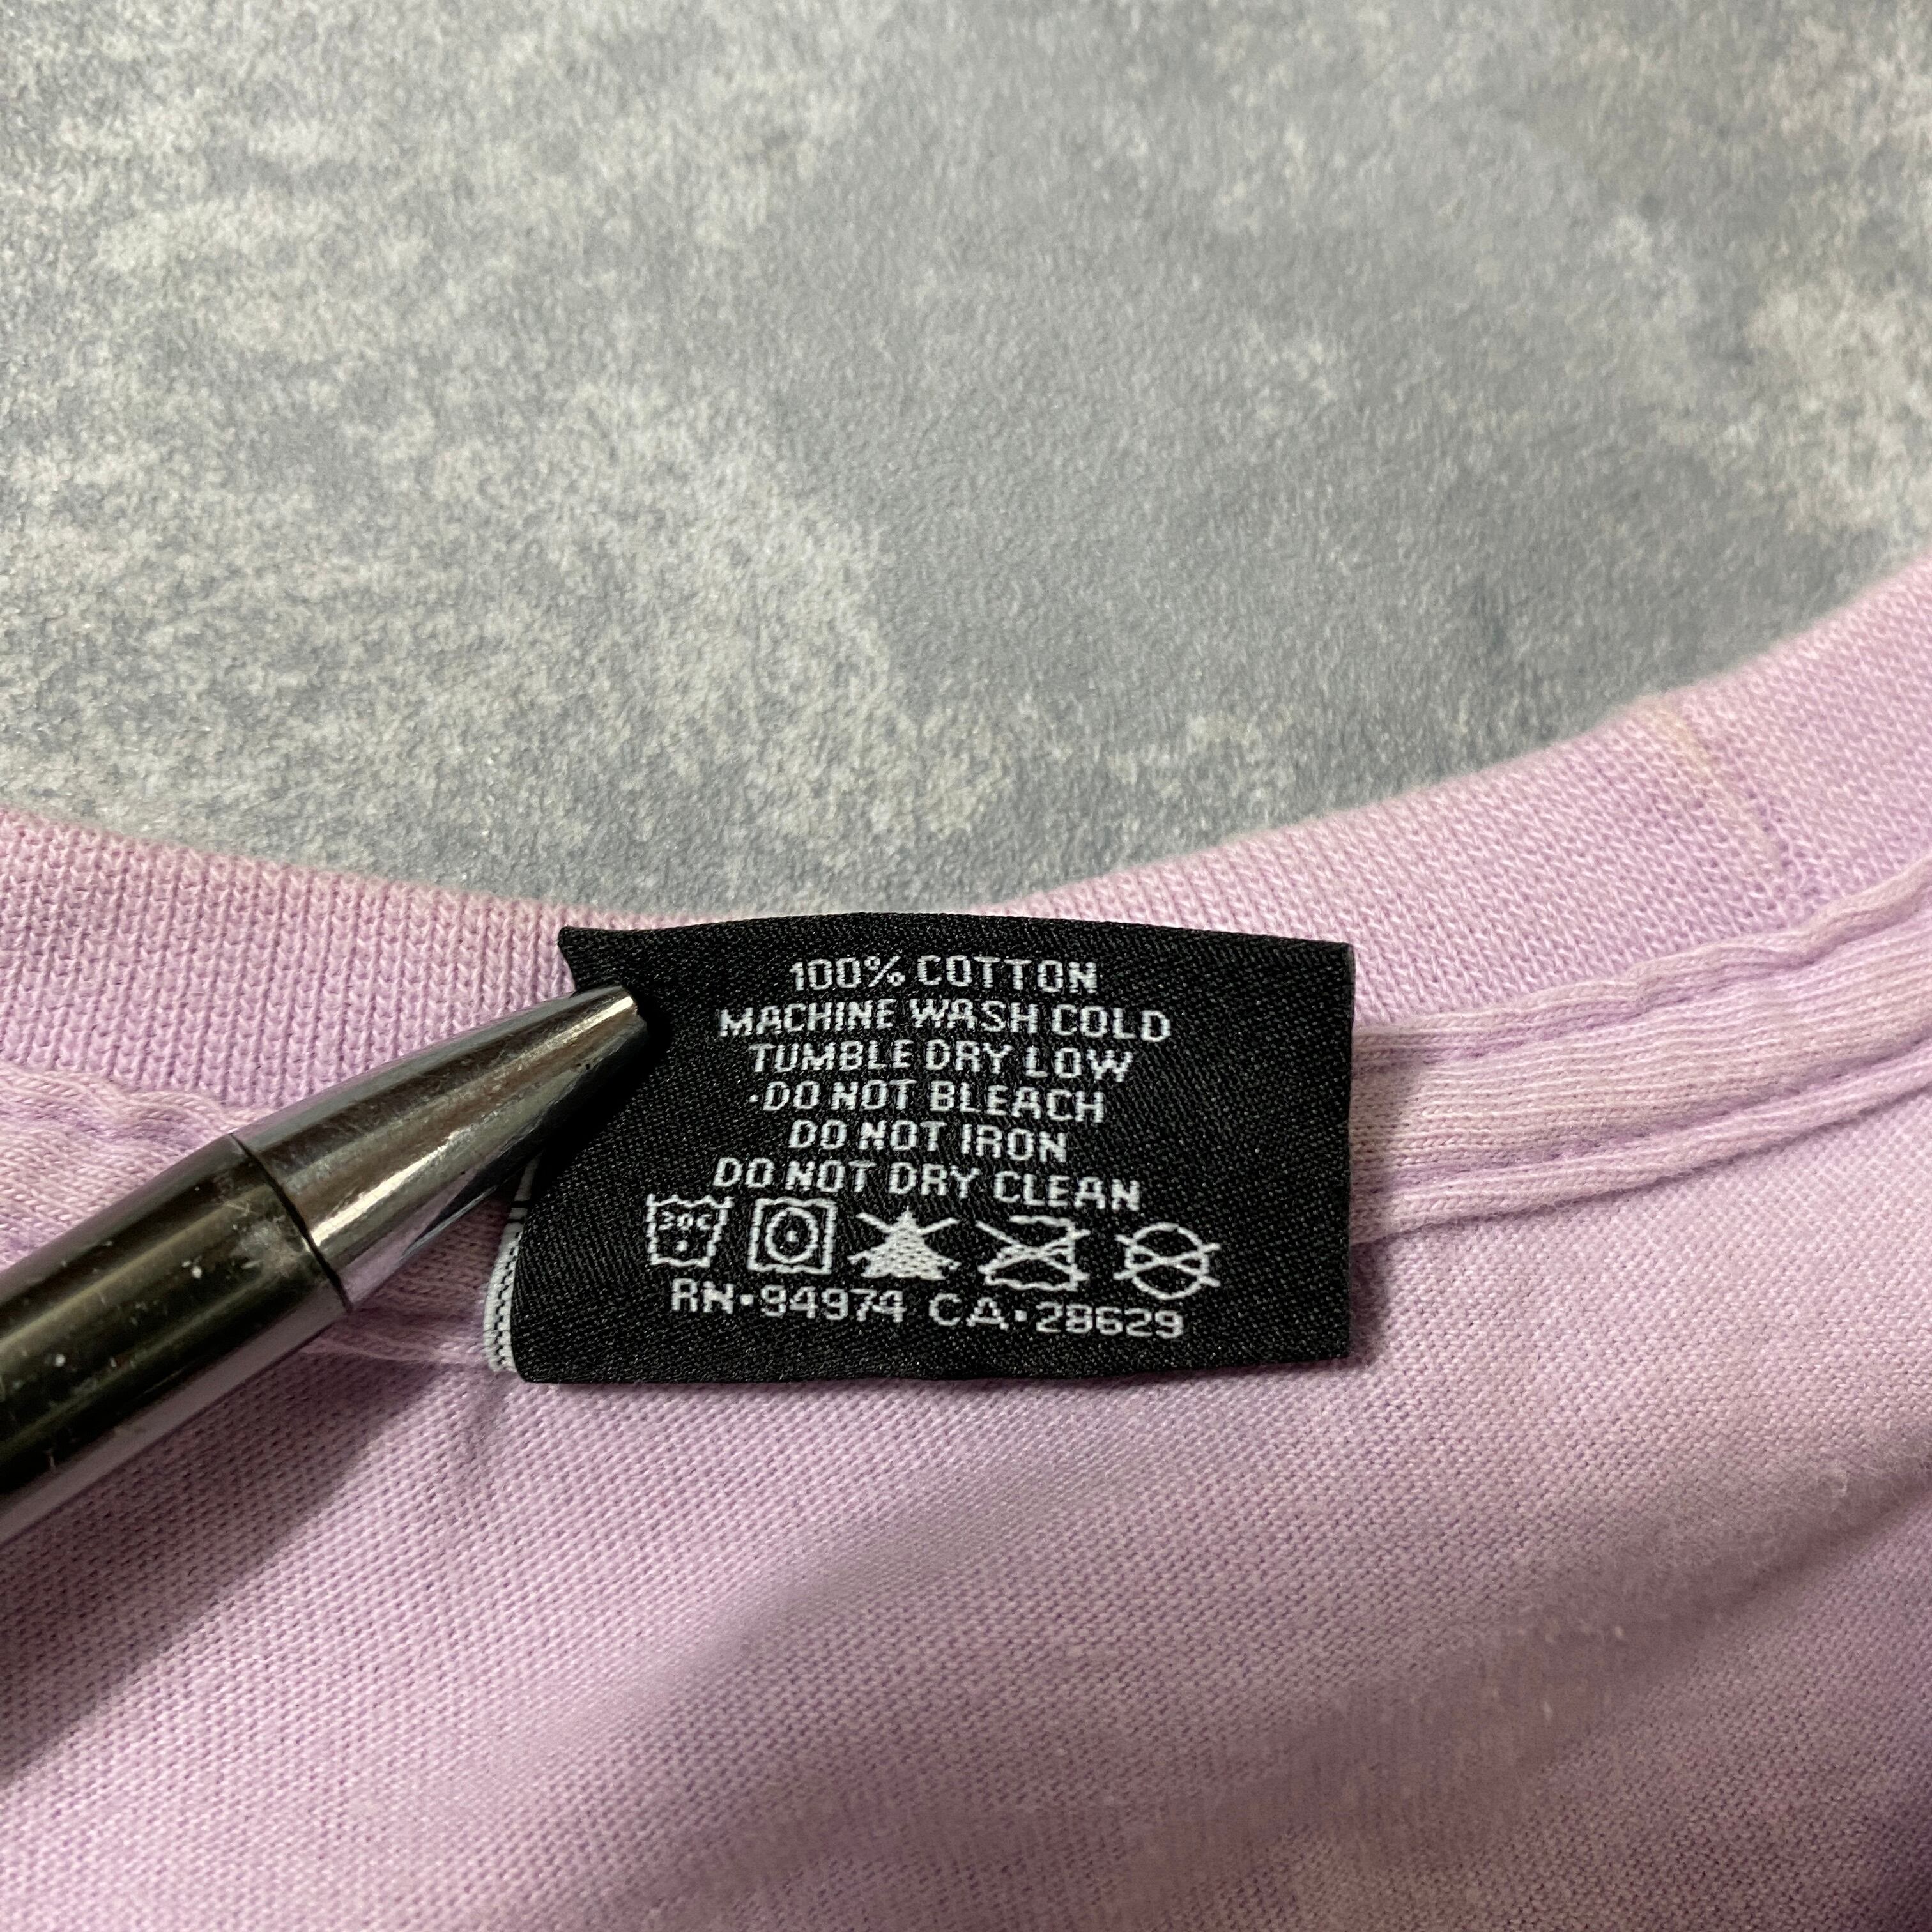 100% COTTON
MACHINE WASH COLD
TUMBLE DRY LOW
·DO NOT BLEACH
DO NOT IRON
DO NOT DRY CLEAN
30C
RN·94974 CA·28629